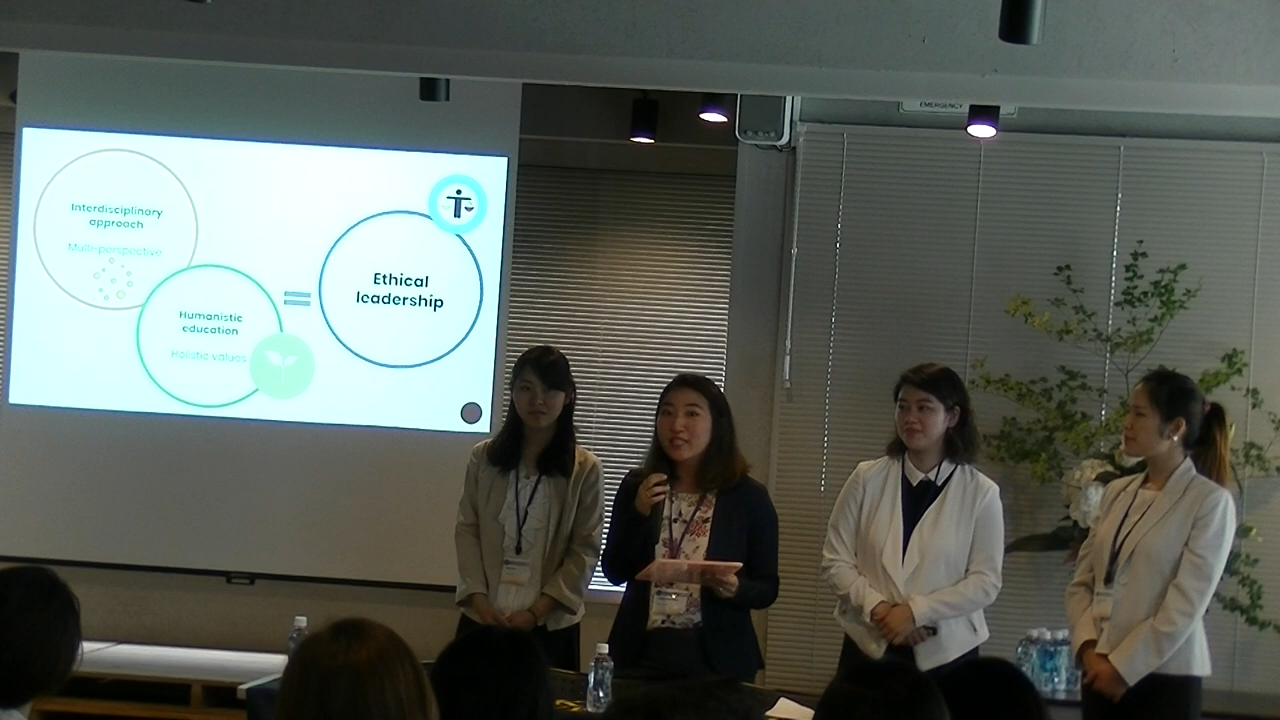 Interdisciplinary
approach
Multi-perspective
Humanistic
education
Holistic values
=
Ethical
leadership
EMERGENCY